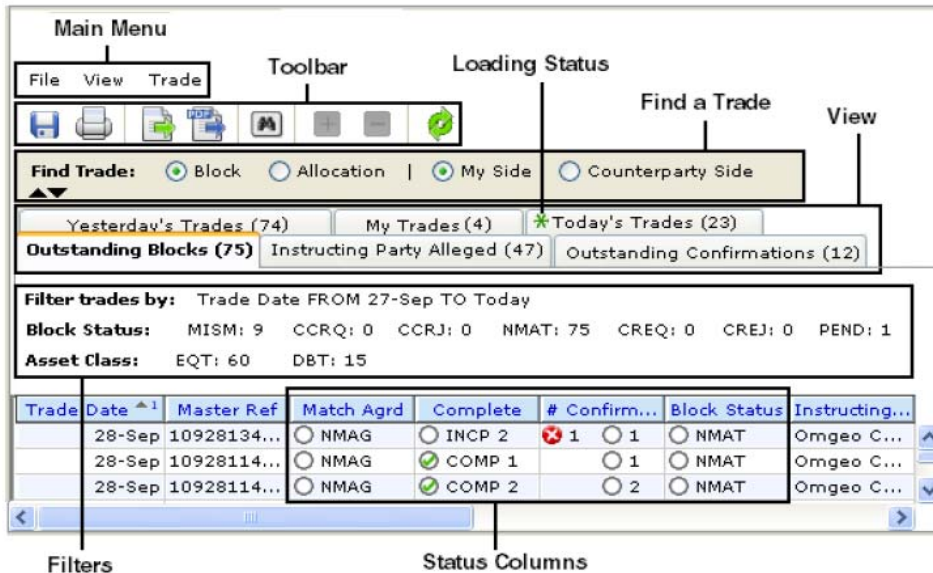 Main Menu
Toolbar
Loading Status
Find a Trade
View
File View Trade
PDF
Find Trade: Block Allocation | My Side Counterparty Side
Yesterday's Trades (74) My Trades (4) *Today's Trades (23)
Outstanding Blocks (75) Instructing Party Alleged (47) Outstanding Confirmations (12)
Filter trades by: Trade Date FROM 27-Sep TO Today
Block Status: MISM: 9 CCRQ: 0 CCRJ: 0 NMAT: 75 CREQ: 0 CREJ: 0 PEND: 1
Asset Class: EQT: 60 DBT: 15
Trade Date 1 Master Ref Match Agrd Complete # Confirm... Block Status Instructing...
28-Sep 10928134... NMAG INCP 2 1 1 NMAT Omgeo C...
28-Sep 10928114... NMAG COMP 1 1 NMAT Omgeo C...
28-Sep 10928114... NMAG COMP 2 2 NMAT Omgeo C...
Filters
Status Columns